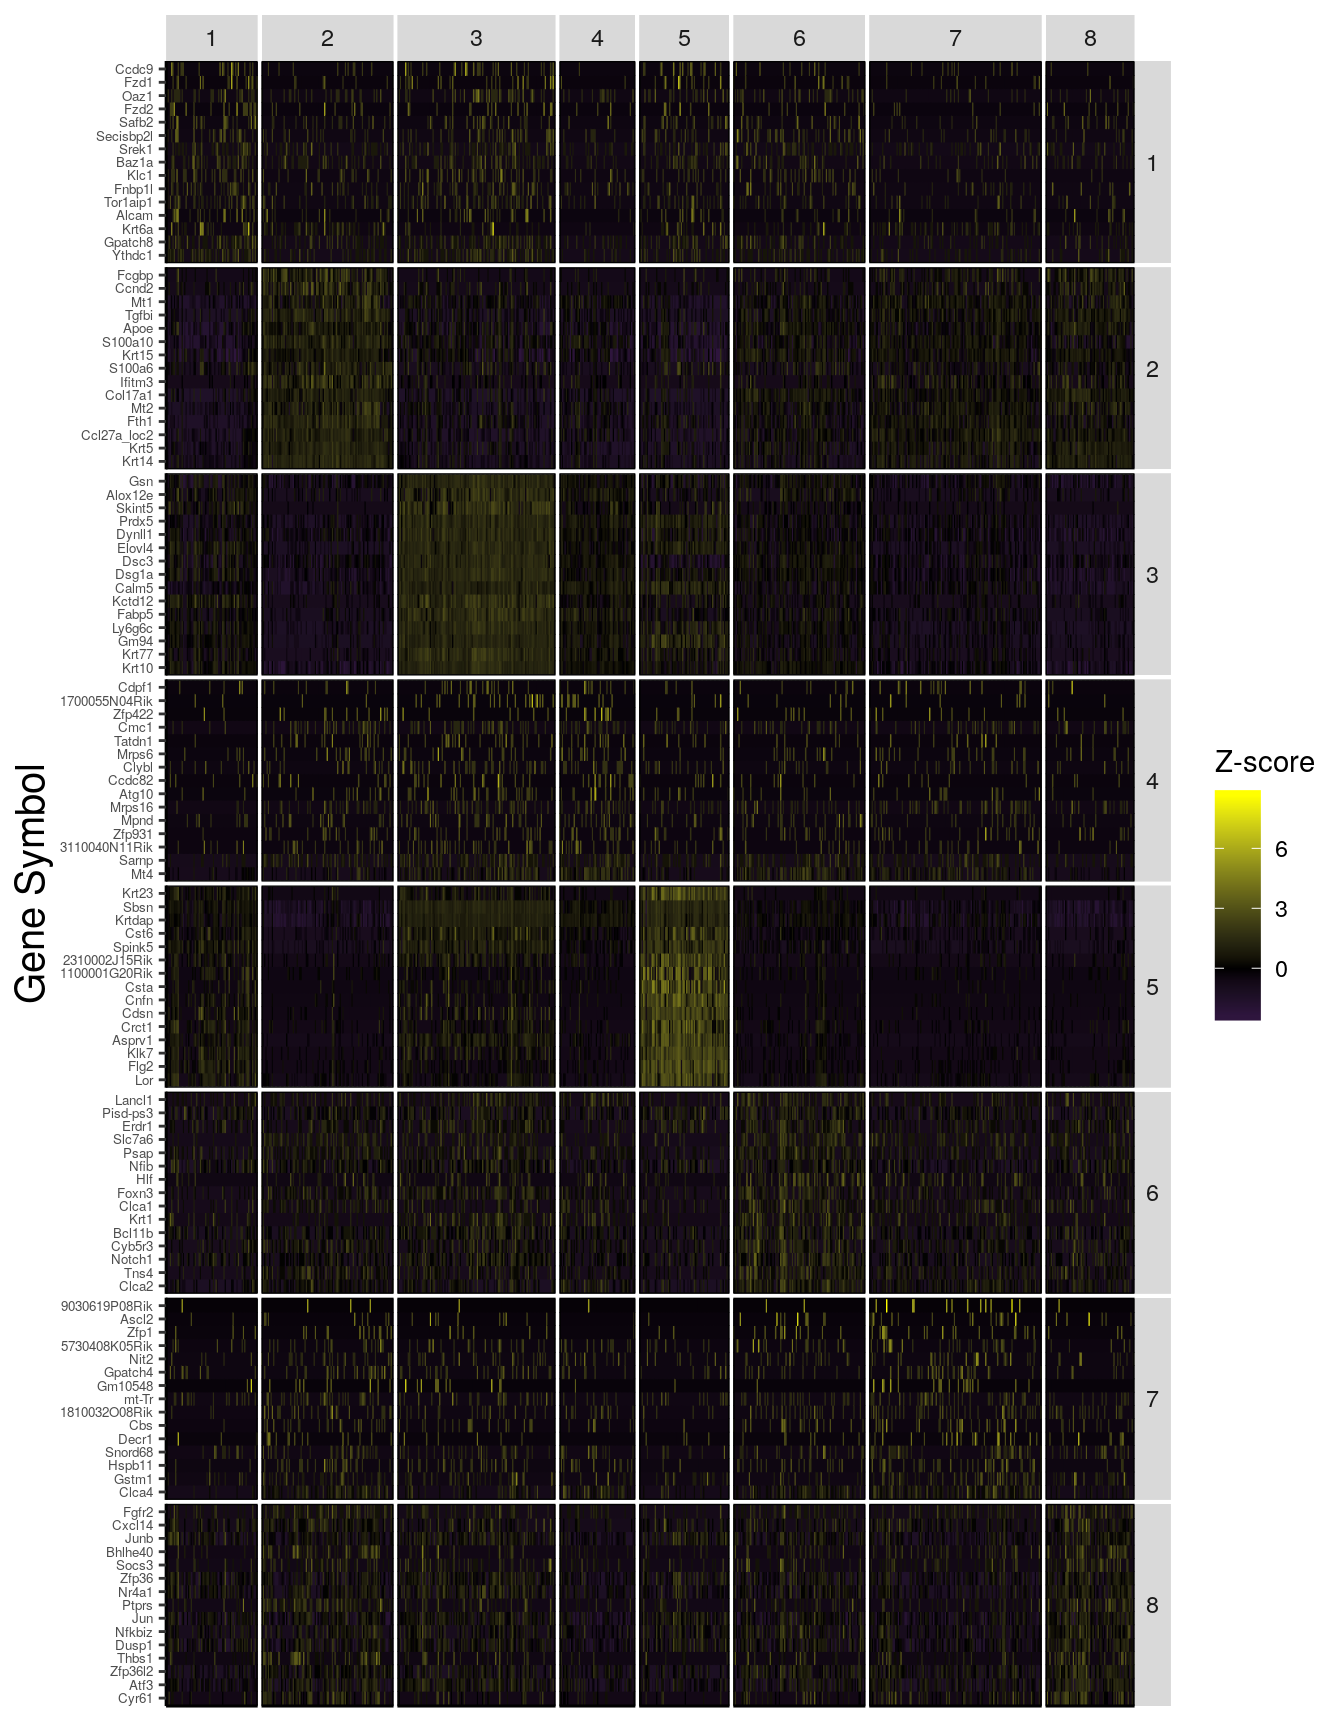 1 2 3 4 5 6 7 8
Ccdc9
Fzd1
Oaz1
Fzd2
Safb2
Secisbp2l
Srek1
Baz1a
Klc1
Fnbp1l
Tor1aip1
Alcam
Krt6a
Gpatch8
Ythdc1
1
Fcgbp
Ccnd2
Mt1
Tgfbi
Apoe
S100a10
Krt15
S100a6
Ifitm3
Col17a1
Mt2
Fth1
Ccl27a_loc2
Krt5
Krt14
2
Gsn
Alox12e
Skint5
Prdx5
Dynll1
Elovl4
Dsc3
Dsg1a
Calm5
Kctd12
Fabp5
Ly6g6c
Gm94
Krt77
Krt10
3
Cdpf1
1700055N04Rik
Zfp422
Cmc1
Tatdn1
Mrps6
Clybl
Ccdc82
Atg10
Mrps16
Mpnd
Zfp931
3110040N11Rik
Sarnp
Mt4
4
Krt23
Sbsn
Krtdap
Cst6
Spink5
2310002J15Rik
1100001G20Rik
Csta
Cnfn
Cdsn
Crct1
Asprv1
Klk7
Flg2
Lor
5
Lancl1
Pisd-ps3
Erdr1
Slc7a6
Psap
Nfib
Hlf
Foxn3
Clca1
Krt1
Bcl11b
Cyb5r3
Notch1
Tns4
Clca2
6
9030619P08Rik
Ascl2
Zfp1
5730408K05Rik
Nit2
Gpatch4
Gm10548
mt-Tr
1810032O08Rik
Cbs
Decr1
Snord68
Hspb11
Gstm1
Clca4
7
Fgfr2
Cxcl14
Junb
Bhlhe40
Socs3
Zfp36
Nr4a1
Ptprs
Jun
Nfkbiz
Dusp1
Thbs1
Zfp36l2
Atf3
Cyr61
8
Gene Symbol
Z-score
6
3
0